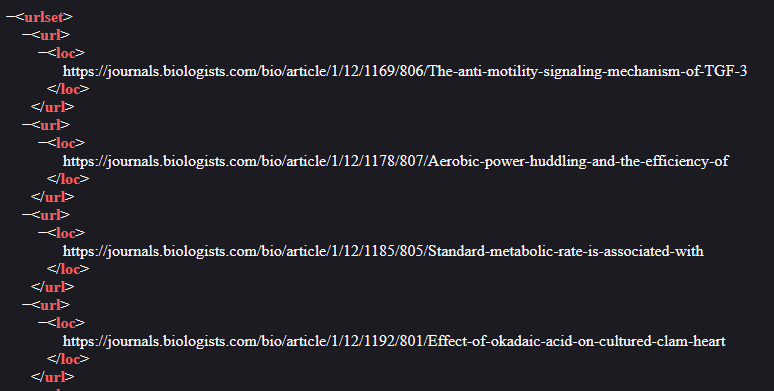 —<urlset>
—<url>
—<loc>
https://journals.biologists.com/bio/article/1/12/1169/806/The-anti-motility-signaling-mechanism-of-TGF-3
</loc>
</url>
—<url>
—<loc>
https://journals.biologists.com/bio/article/1/12/1178/807/Aerobic-power-huddling-and-the-efficiency-of
</loc>
</url>
—<url>
—<loc>
https://journals.biologists.com/bio/article/1/12/1185/805/Standard-metabolic-rate-is-associated-with
</loc>
</url>
—<url>
—<loc>
https://journals.biologists.com/bio/article/1/12/1192/801/Effect-of-okadaic-acid-on-cultured-clam-heart
</loc>
</url>